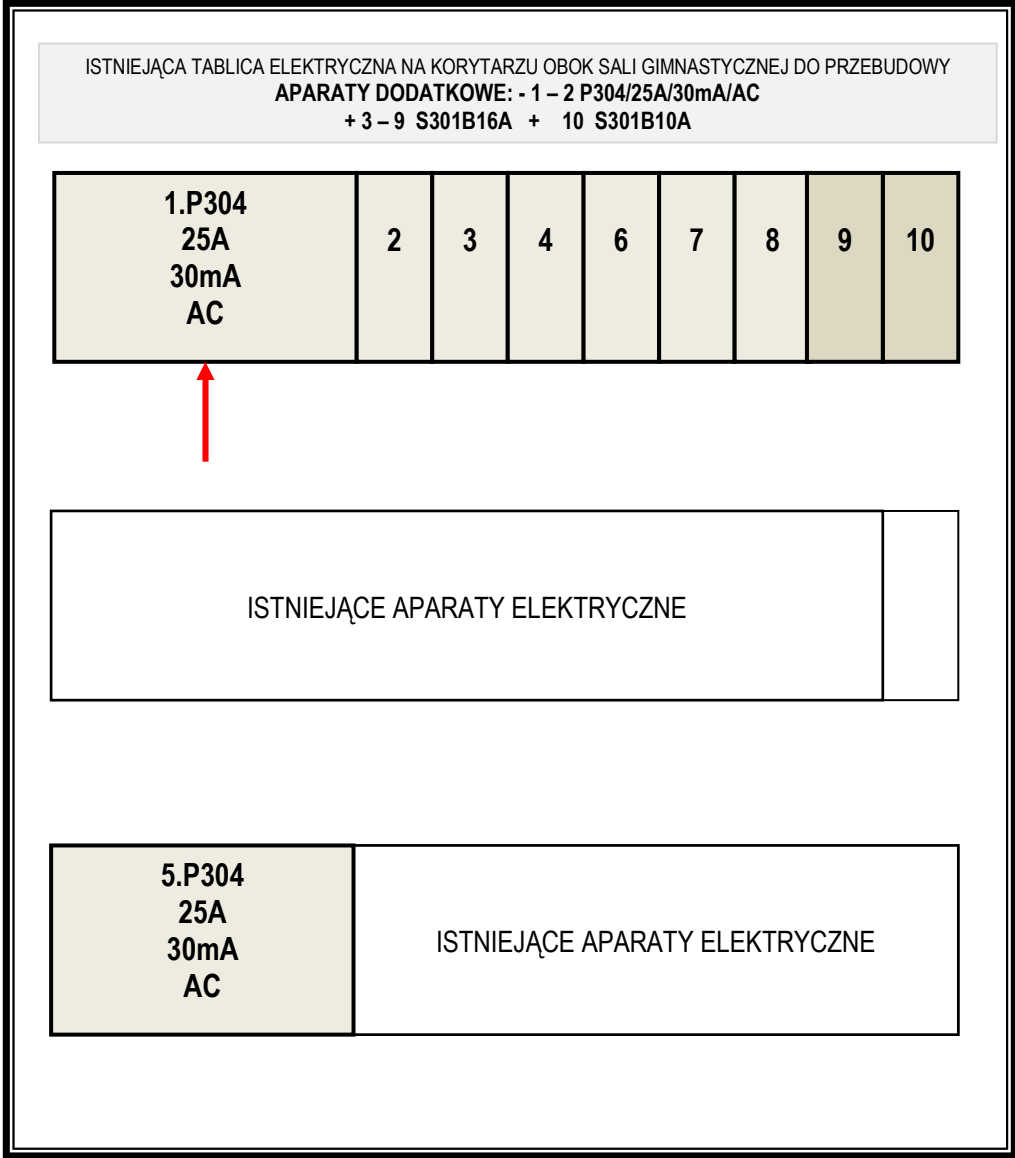 ISTNIEJĄCA TABLICA ELEKTRYCZNA NA KORYTARZU OBOK SALI GIMNASTYCZNEJ DO PRZEBUDOWY
APARATY DODATKOWE: - 1 – 2 P304/25A/30mA/AC
+ 3 – 9 S301B16A + 10 S301B10A
1.P304
25A
30mA
AC
2 3 4 6 7 8 9 10
ISTNIEJĄCE APARATY ELEKTRYCZNE
5.P304
25A
30mA
AC
ISTNIEJĄCE APARATY ELEKTRYCZNE